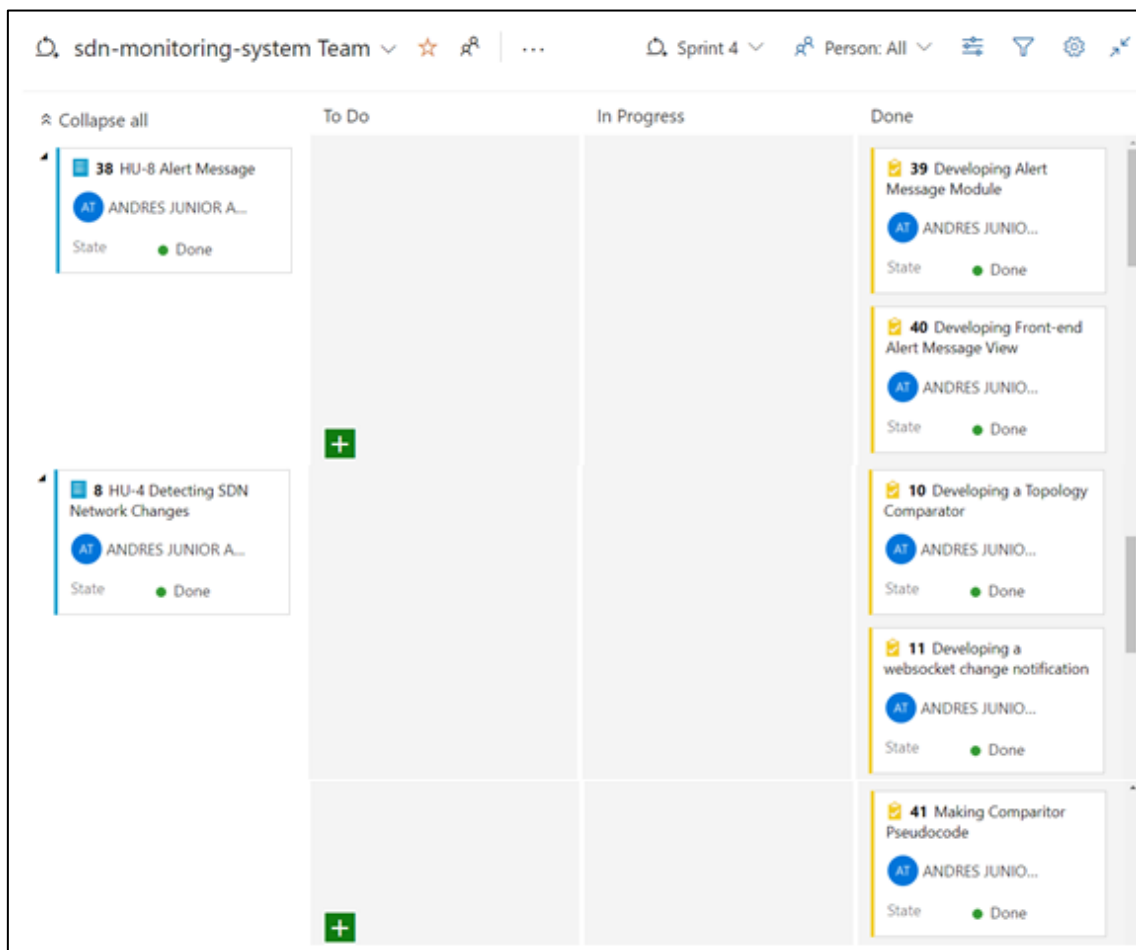 sdn-monitoring-system Team
Sprint 4
Person: All
Collapse all
To Do
In Progress
Done
38 HU-8 Alert Message
AT ANDRES JUNIOR A...
State Done
39 Developing Alert
Message Module
AT ANDRES JUNIO...
State Done
40 Developing Front-end
Alert Message View
AT ANDRES JUNIO...
State Done
8 HU-4 Detecting SDN
Network Changes
AT ANDRES JUNIOR A...
State Done
10 Developing a Topology
Comparator
AT ANDRES JUNIO...
State Done
11 Developing a
websocket change notification
AT ANDRES JUNIO...
State Done
41 Making Comparitor
Pseudocode
AT ANDRES JUNIO...
State Done